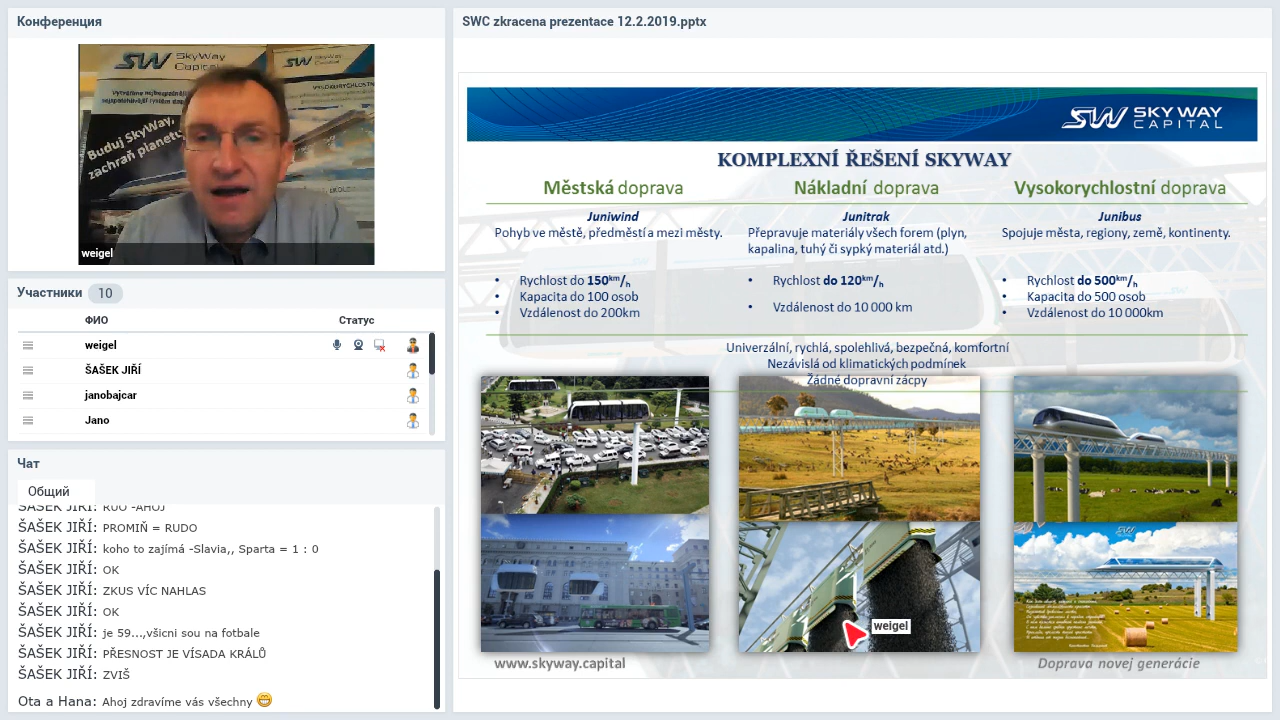 Конференция
SkyWay
Capital
SkyWay
Capital
Buduj SkyWay,
zachraň planetu
weigel
Участники 10
ФИО Статус
weigel
ŠAŠEK JIŘÍ
janobajcar
Jano
Чат
Общий
ŠAŠEK JIŘÍ: RUO -AHOJ
ŠAŠEK JIŘÍ: PROMIŇ = RUDO
ŠAŠEK JIŘÍ: koho to zajímá -Slavia,, Sparta = 1 : 0
ŠAŠEK JIŘÍ: OK
ŠAŠEK JIŘÍ: ZKUS VÍC NAHLAS
ŠAŠEK JIŘÍ: OK
ŠAŠEK JIŘÍ: je 59...,všicni sou na fotbale
ŠAŠEK JIŘÍ: PŘESNOST JE VÍSADA KRÁLŮ
ŠAŠEK JIŘÍ: ZVIŠ
Ota a Hana: Ahoj zdravíme vás všechny
SWC zkracena prezentace 12.2.2019.pptx
SW SKY WAY
CAPITAL
KOMPLEXNÍ ŘEŠENÍ SKYWAY
Městská doprava
Juniwind
Pohyb ve městě, předměstí a mezi městy.
• Rychlost do 150km/h
• Kapacita do 100 osob
• Vzdálenost do 200km
Nákladní doprava
Junitrak
Přepravuje materiály všech forem (plyn,
kapalina, tuhý či sypký materiál atd.)
• Rychlost do 120km/h
• Vzdálenost do 10 000 km
Vysokorychlostní doprava
Junibus
Spojuje města, regiony, země, kontinenty.
• Rychlost do 500km/h
• Kapacita do 500 osob
• Vzdálenost do 10 000km
Univerzální, rychlá, spolehlivá, bezpečná, komfortní
Nezávislá od klimatických podmínek
Žádné dopravní zácpy
weigel
www.skyway.capital
Doprava novej generácie